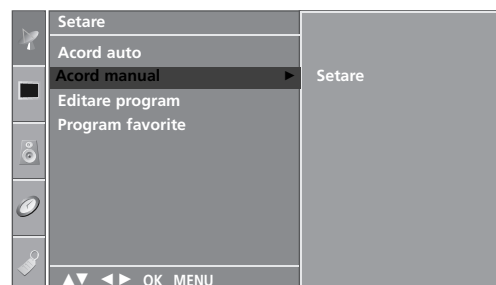 Setare
Acord auto
Acord manual ► Setare
Editare program
Program favorite
▲▼ ◄► OK MENU